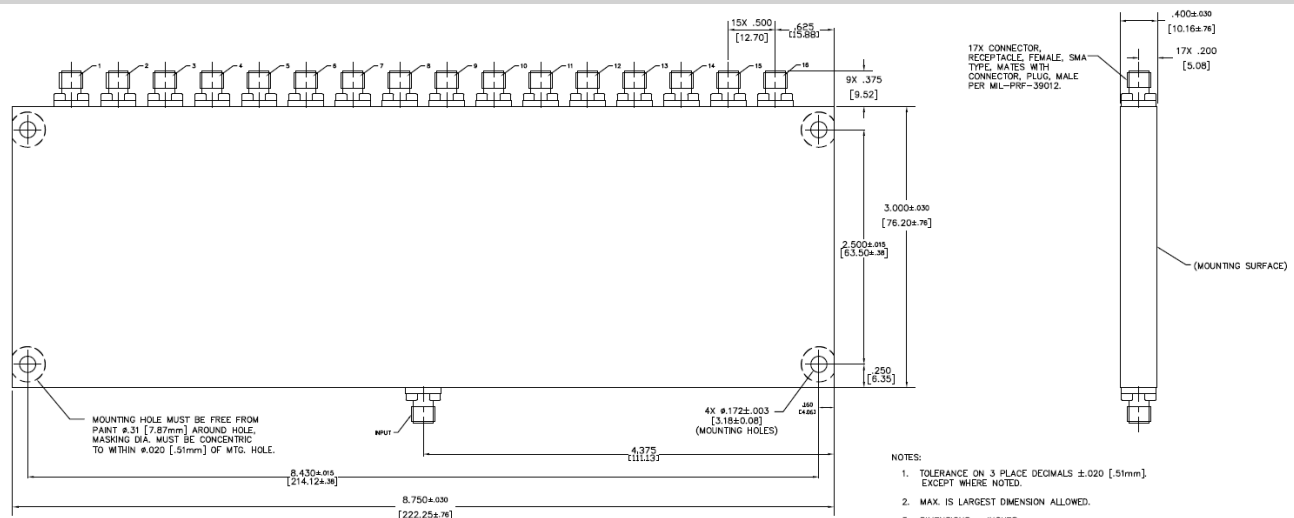 15X .500
[12.70]
.625
[15.88]
.400±.030
[10.16±.76]
17X .200
[5.08]
17X CONNECTOR,
RECEPTACLE, FEMALE, SMA
TYPE, MATES WITH
CONNECTOR, PLUG, MALE
PER MIL-PRF-39012.
1
2
3
4
5
6
7
8
9
10
11
12
13
14
15
16
9X .375
[9.52]
3.000±.030
[76.20±.76]
2.500±.015
[63.50±.38]
(MOUNTING SURFACE)
.250
[6.35]
MOUNTING HOLE MUST BE FREE FROM
PAINT ø.31 [7.87mm] AROUND HOLE,
MASKING DIA. MUST BE CONCENTRIC
TO WITHIN ø.020 [.51mm] OF MTG. HOLE.
INPUT
4X ø.172±.003
[3.18±0.08]
(MOUNTING HOLES)
.160
[4.06]
4.375
[111.13]
8.430±.015
[214.12±.38]
8.750±.030
[222.25±.76]
NOTES:
1. TOLERANCE ON 3 PLACE DECIMALS ±.020 [.51mm].
EXCEPT WHERE NOTED.
2. MAX. IS LARGEST DIMENSION ALLOWED.